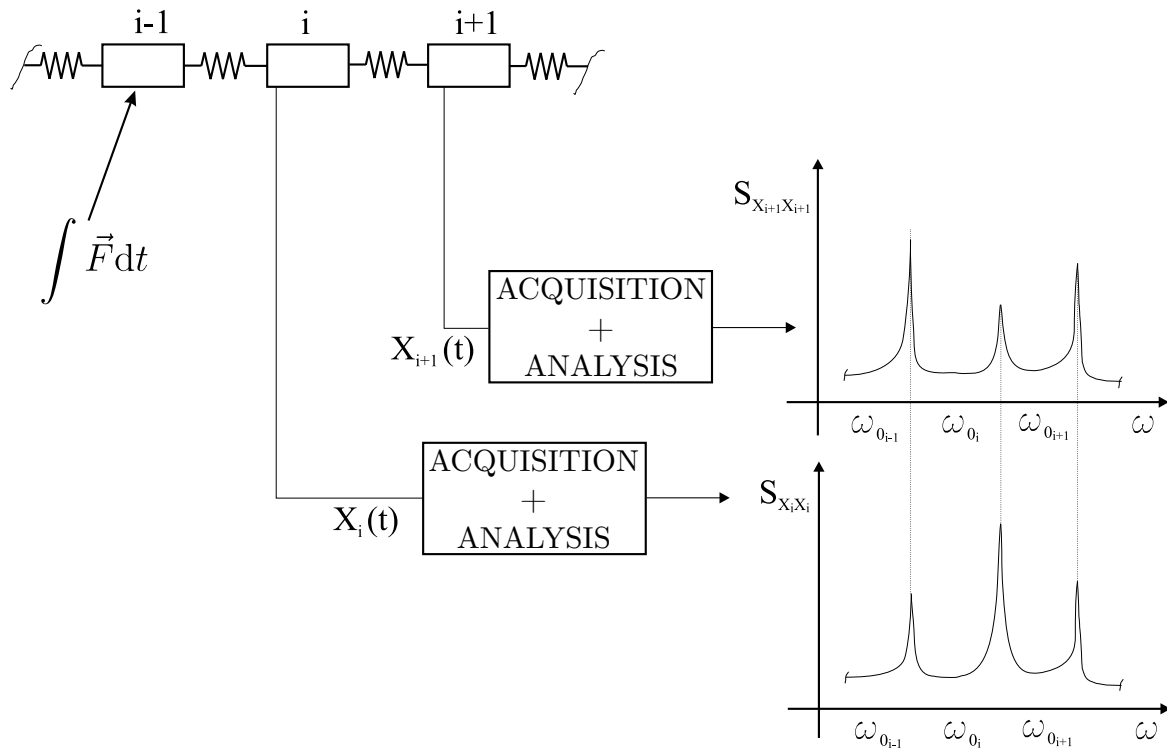 i-1 i i+1
∫ F⃗dt
S_{X_{i+1}X_{i+1}}
ACQUISITION
+
ANALYSIS
X_{i+1}(t)
ω_{0_{i-1}} ω_{0_i} ω_{0_{i+1}} ω
ACQUISITION
+
ANALYSIS
X_i(t)
S_{X_iX_i}
ω_{0_{i-1}} ω_{0_i} ω_{0_{i+1}} ω